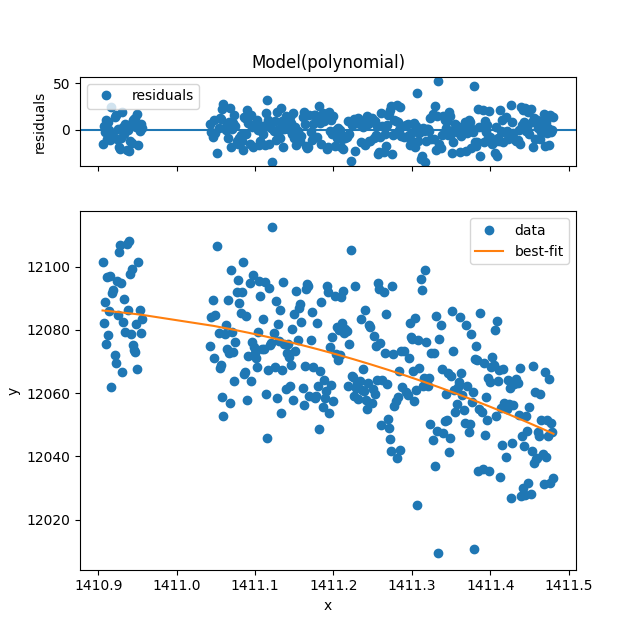 Model(polynomial)
50
0
residuals
residuals
data
best-fit
12100
12080
12060
12040
12020
y
1410.9 1411.0 1411.1 1411.2 1411.3 1411.4 1411.5
x